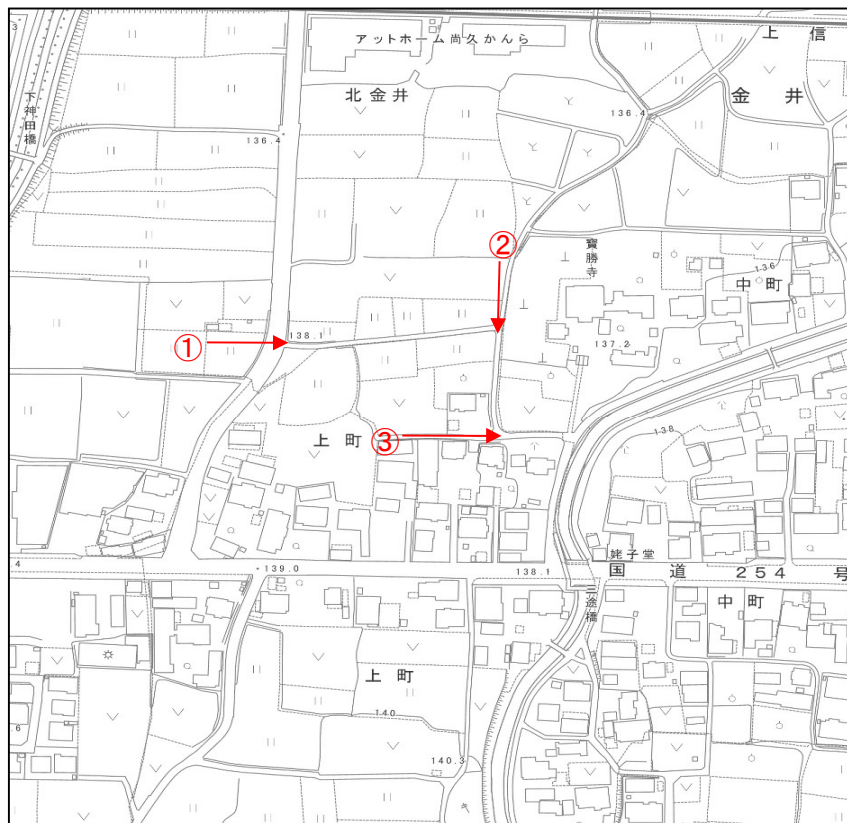 アットホーム尚久かんら
上信
北金井
金井
下神田橋
136.4
136.4
②
寶勝寺
136
中町
①
138.1
137.2
上町
③
138
姥子堂
139.0
138.1
国道254号
三途橋
中町
上町
140
140.3